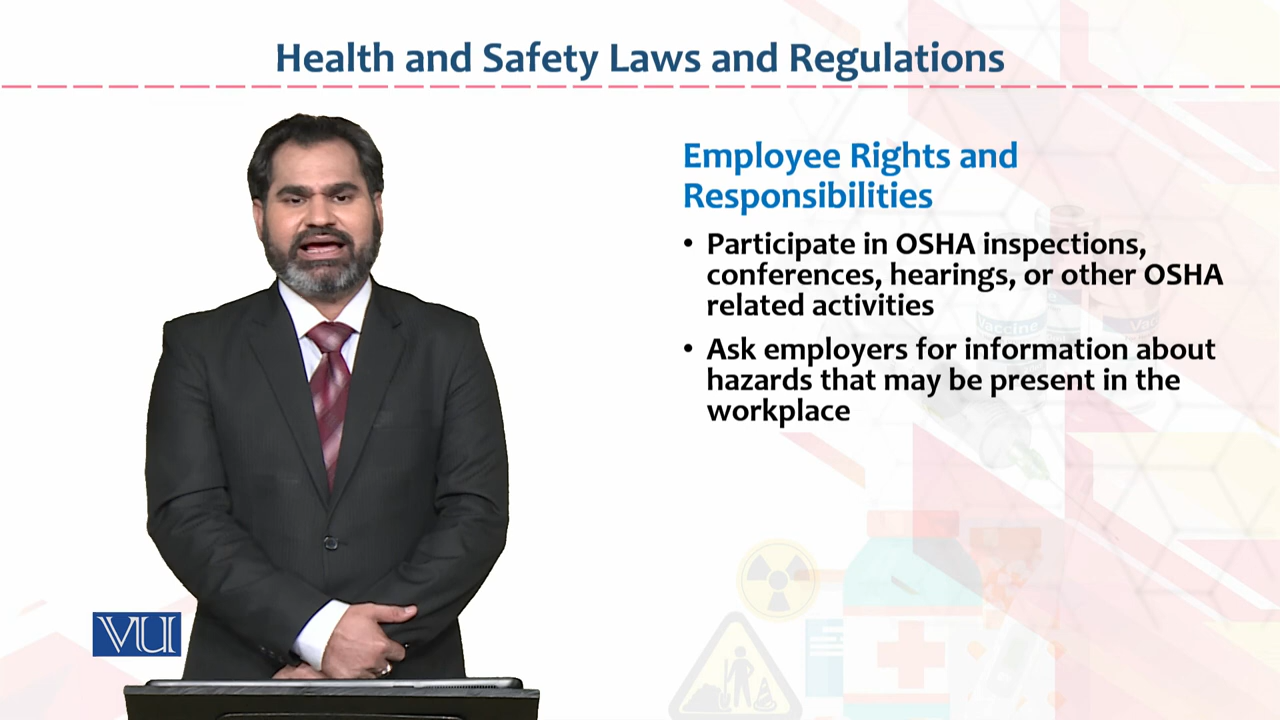 Health and Safety Laws and Regulations
Employee Rights and
Responsibilities
• Participate in OSHA inspections,
conferences, hearings, or other OSHA
related activities
• Ask employers for information about
hazards that may be present in the
workplace
Vaccine
VU